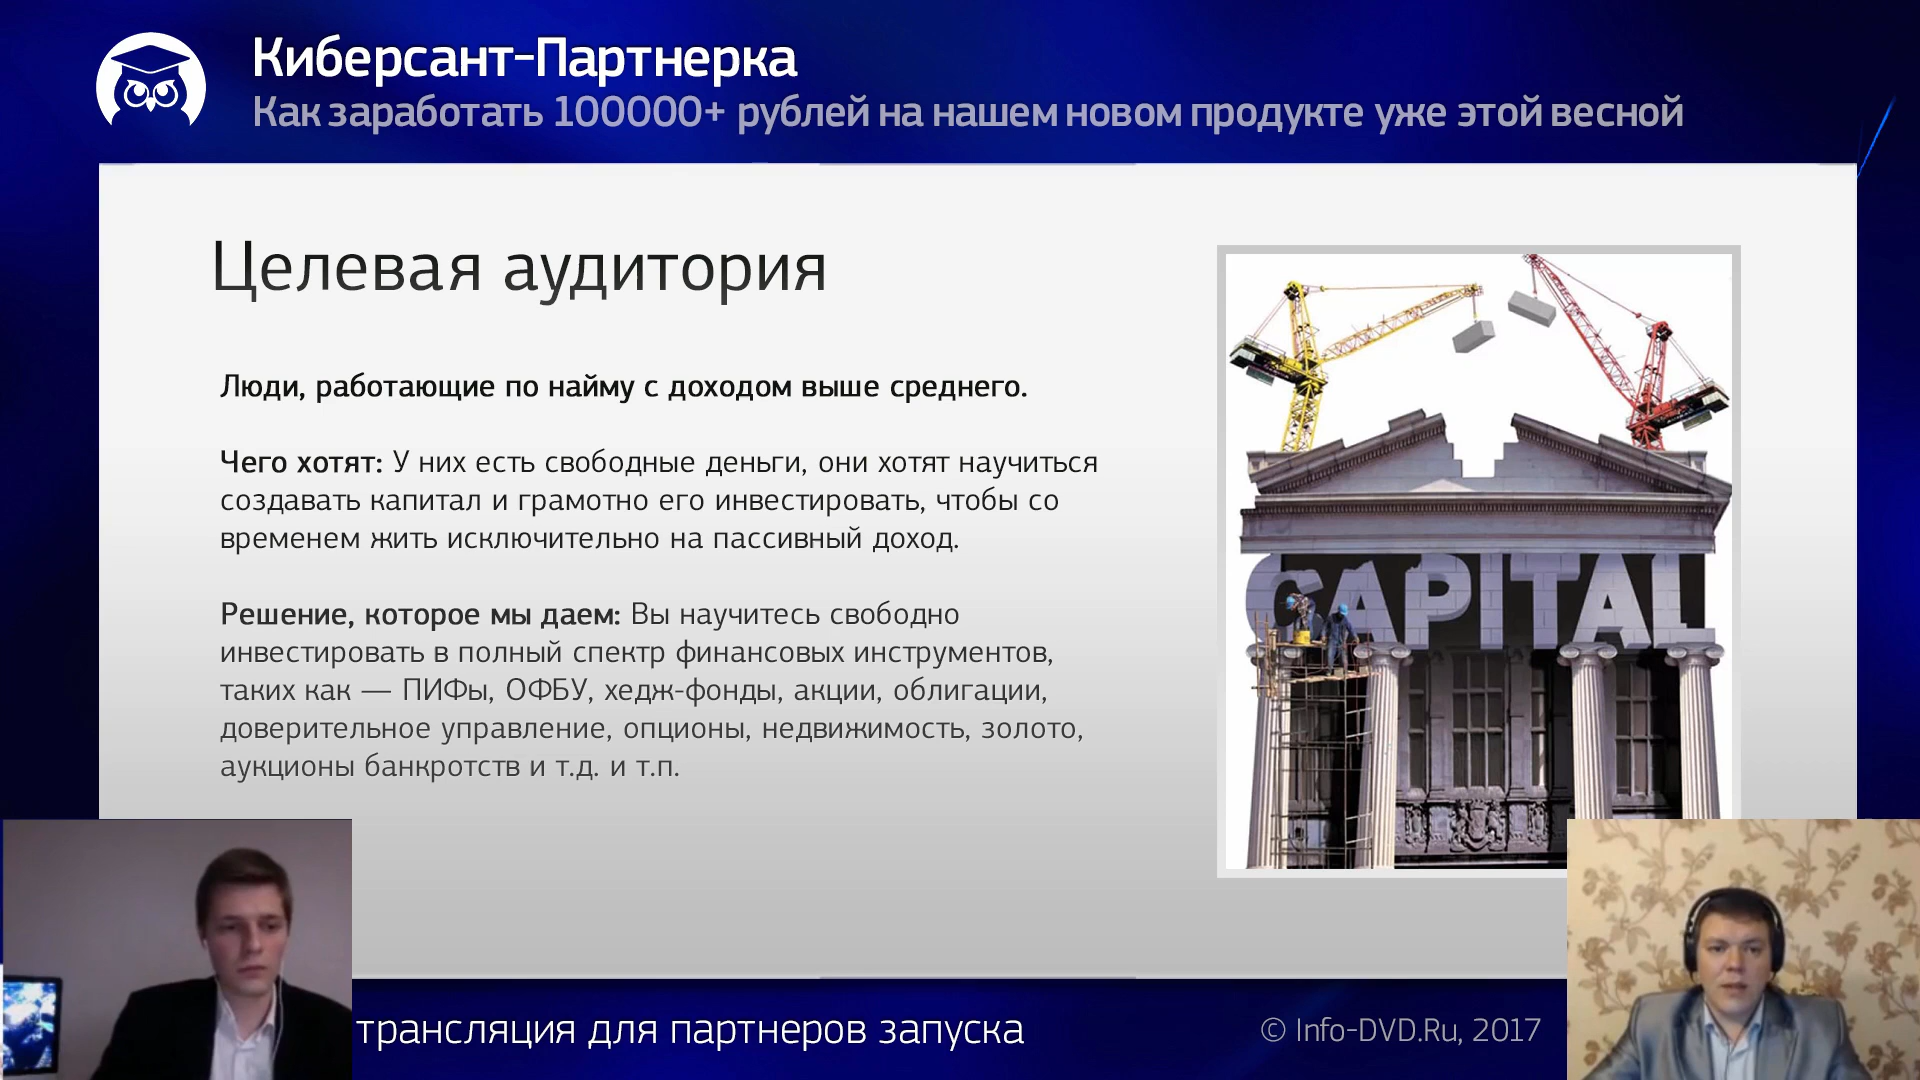 Киберсант-Партнерка
Как заработать 100000+ рублей на нашем новом продукте уже этой весной
Целевая аудитория
Люди, работающие по найму с доходом выше среднего.
Чего хотят: У них есть свободные деньги, они хотят научиться
создавать капитал и грамотно его инвестировать, чтобы со
временем жить исключительно на пассивный доход.
Решение, которое мы даем: Вы научитесь свободно
инвестировать в полный спектр финансовых инструментов,
таких как — ПИФы, ОФБУ, хедж-фонды, акции, облигации,
доверительное управление, опционы, недвижимость, золото,
аукционы банкротств и т.д. и т.п.
CAPITAL
трансляция для партнеров запуска
© Info-DVD.Ru, 2017